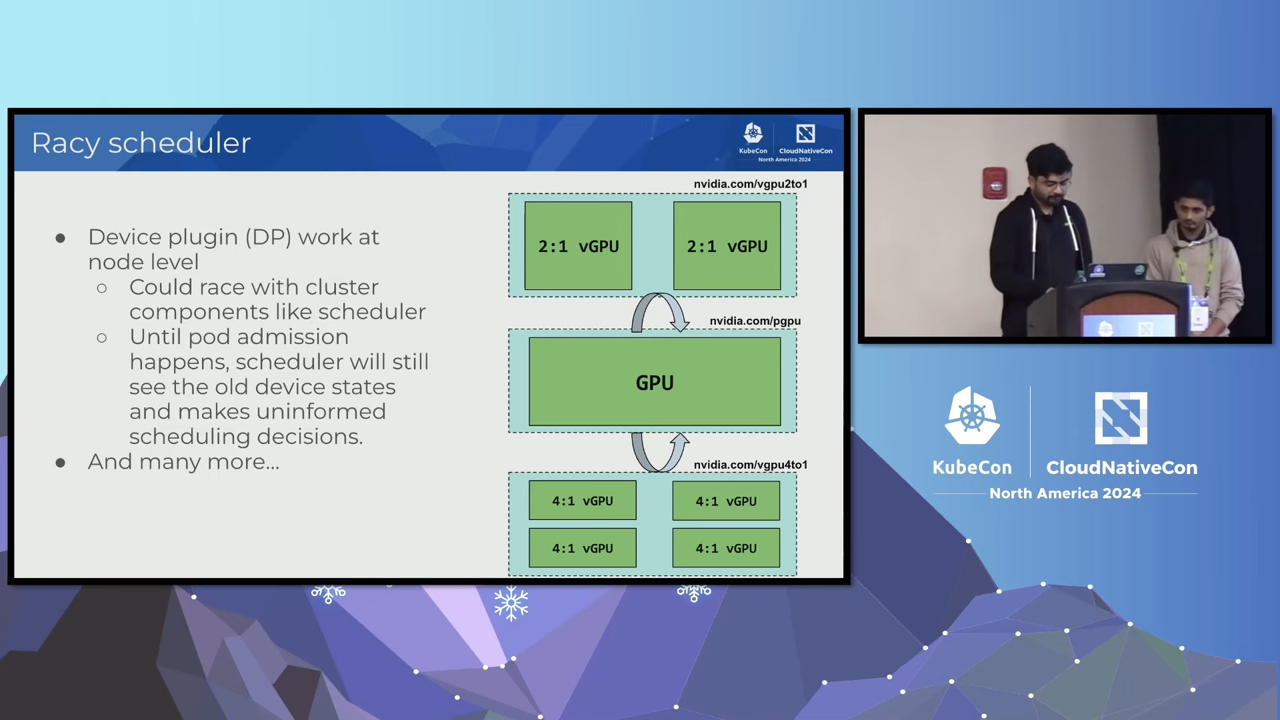 Racy scheduler
KubeCon
CloudNativeCon
North America 2024
● Device plugin (DP) work at
node level
○ Could race with cluster
components like scheduler
○ Until pod admission
happens, scheduler will still
see the old device states
and makes uninformed
scheduling decisions.
● And many more...
nvidia.com/vgpu2to1
2:1 vGPU
2:1 vGPU
nvidia.com/pgpu
GPU
nvidia.com/vgpu4to1
4:1 vGPU
4:1 vGPU
4:1 vGPU
4:1 vGPU
KubeCon
CloudNativeCon
North America 2024